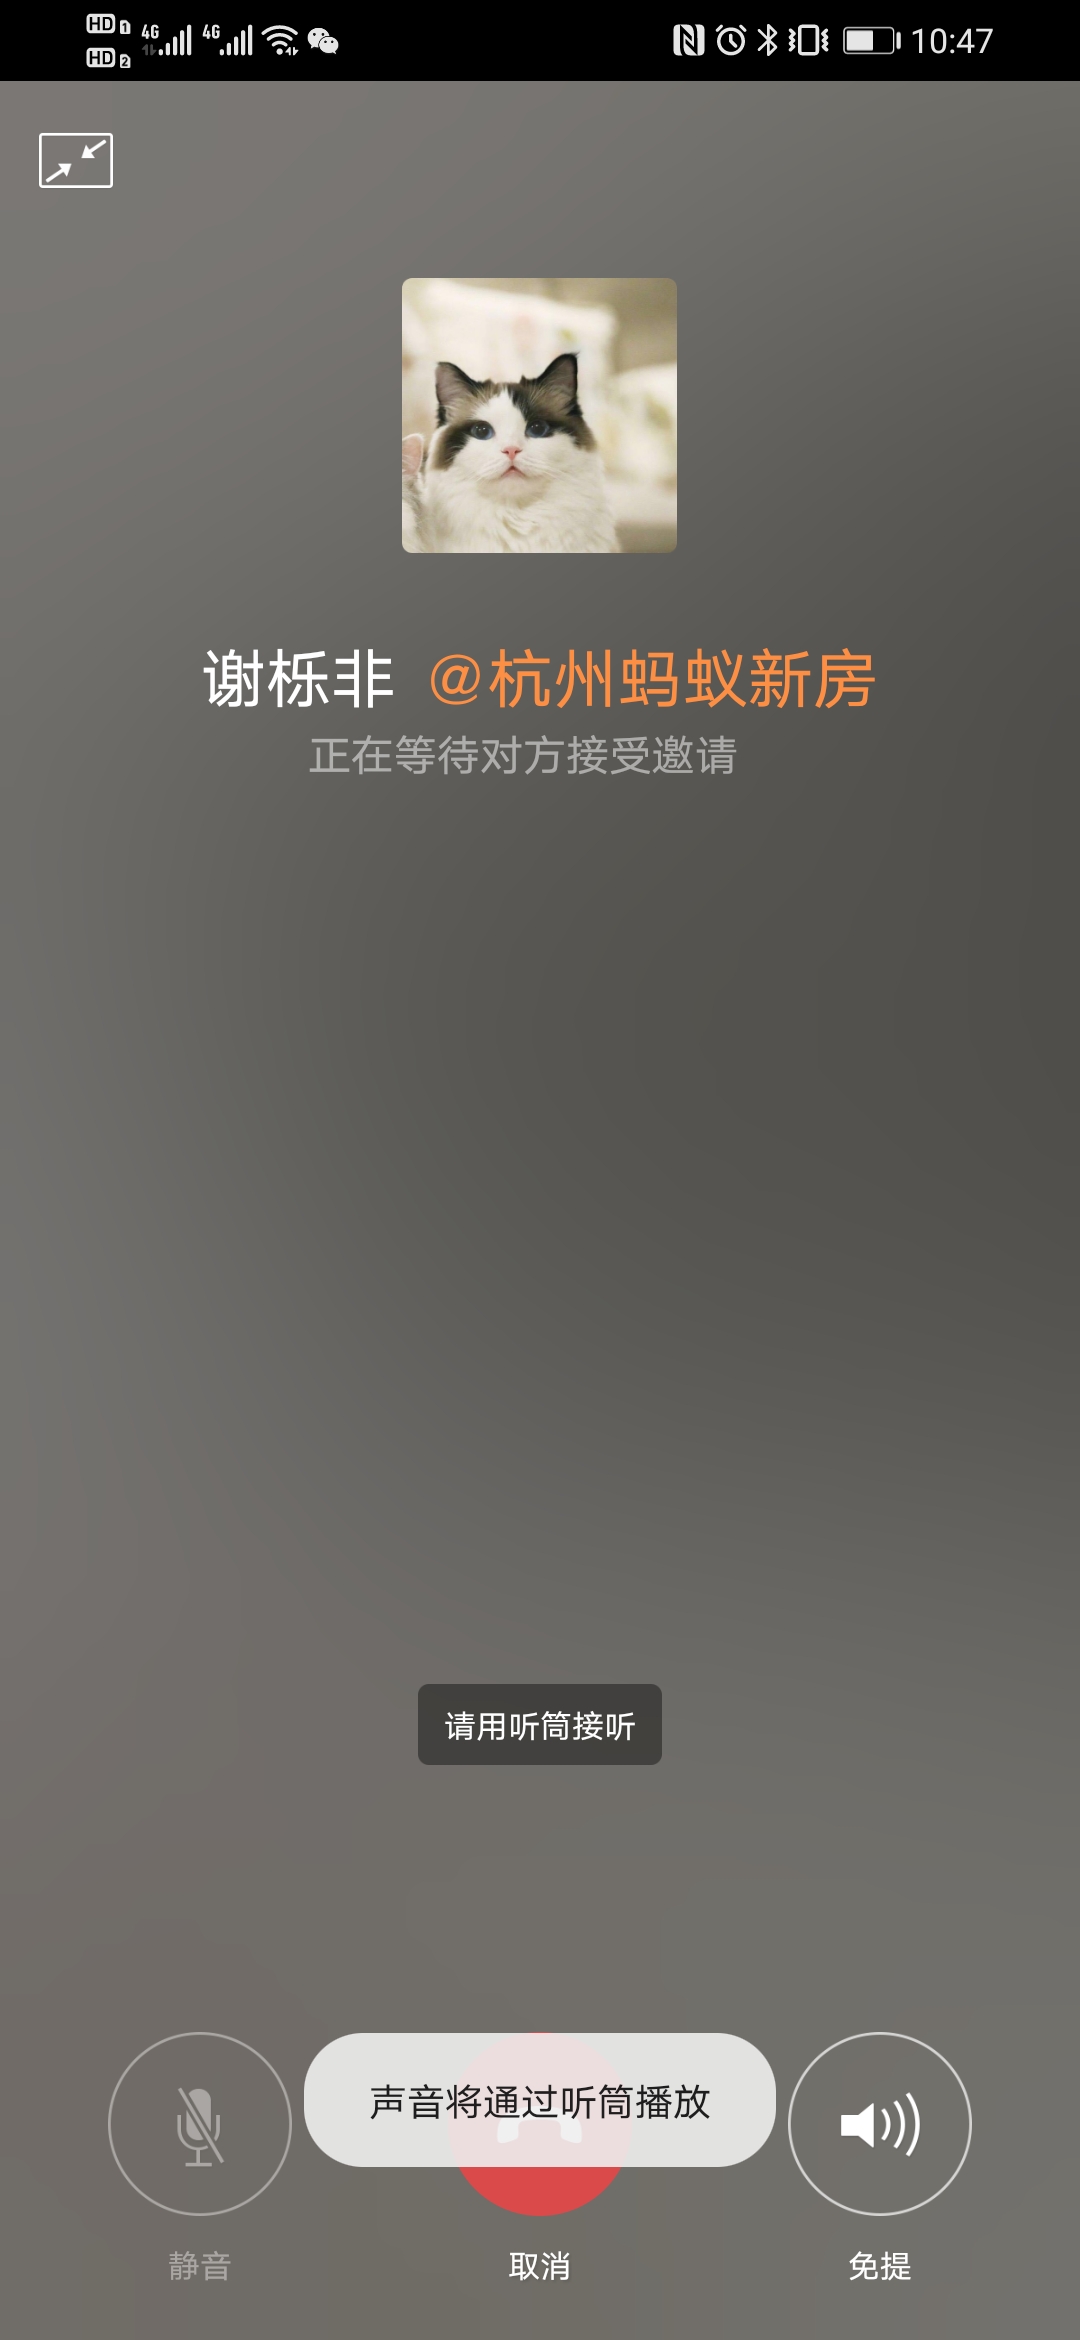 HD 1 4G 4G 10:47
HD 2
谢栎非 @杭州蚂蚁新房
正在等待对方接受邀请
请用听筒接听
声音将通过听筒播放
静音 取消 免提